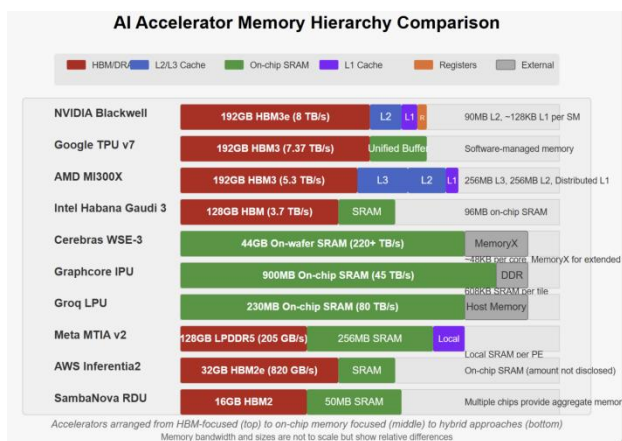 AI Accelerator Memory Hierarchy Comparison
HBM/DRA L2/L3 Cache On-chip SRAM L1 Cache Registers External
NVIDIA Blackwell 192GB HBM3e (8 TB/s) L2 L1 R 90MB L2, ~128KB L1 per SM
Google TPU v7 192GB HBM3 (7.37 TB/s) Unified Buffer Software-managed memory
AMD MI300X 192GB HBM3 (5.3 TB/s) L3 L2 L1 256MB L3, 256MB L2, Distributed L1
Intel Habana Gaudi 3 128GB HBM (3.7 TB/s) SRAM 96MB on-chip SRAM
Cerebras WSE-3 44GB On-wafer SRAM (220+ TB/s) MemoryX
~48KB per core, MemoryX for extended
Graphcore IPU 900MB On-chip SRAM (45 TB/s) DDR
608KB SRAM per tile
Groq LPU 230MB On-chip SRAM (80 TB/s) Host Memory
Meta MTIA v2 128GB LPDDR5 (205 GB/s) 256MB SRAM Local
Local SRAM per PE
AWS Inferentia2 32GB HBM2e (820 GB/s) SRAM On-chip SRAM (amount not disclosed)
SambaNova RDU 16GB HBM2 50MB SRAM Multiple chips provide aggregate memor
Accelerators arranged from HBM-focused (top) to on-chip memory focused (middle) to hybrid approaches (bottom)
Memory bandwidth and sizes are not to scale but show relative differences